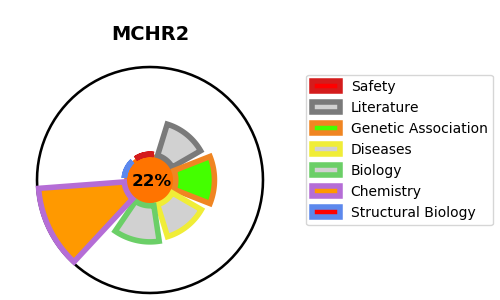 MCHR2
22%
Safety
Literature
Genetic Association
Diseases
Biology
Chemistry
Structural Biology